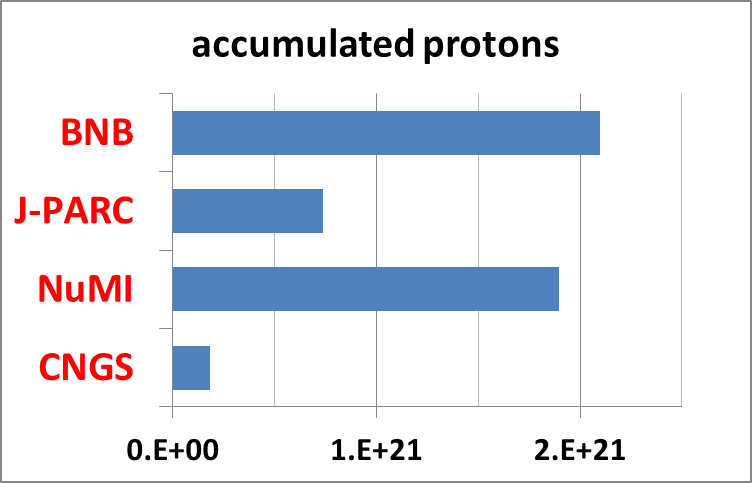 accumulated protons
BNB
J-PARC
NuMI
CNGS
0.E+00 1.E+21 2.E+21